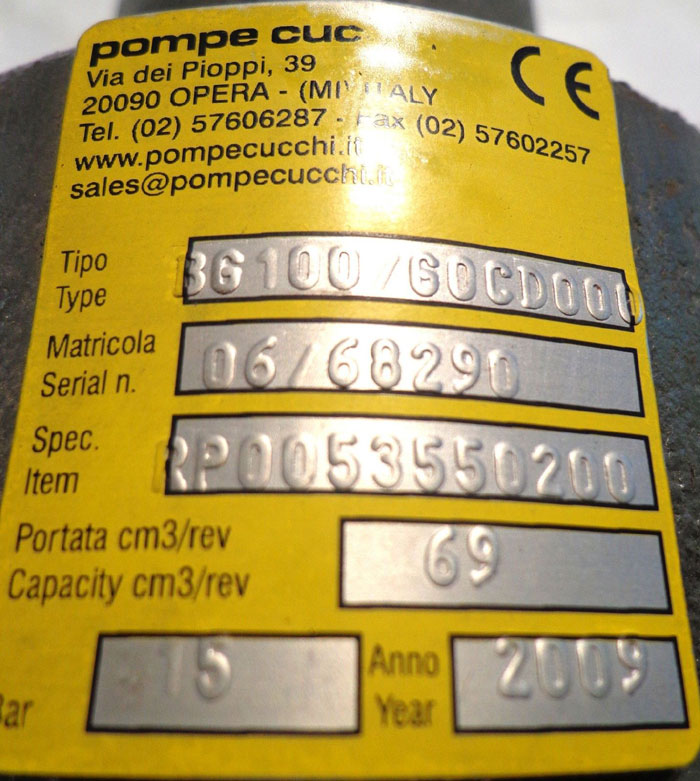 pompe cuc
Via dei Pioppi, 39
20090 OPERA - (MI) ITALY
Tel. (02) 57606287 - Fax (02) 57602257
www.pompecucchi.it
sales@pompecucchi.it
CE
Tipo
Type
BG100/60CD000
Matricola
Serial n.
06/68290
Spec.
Item
RP0053550200
Portata cm3/rev
Capacity cm3/rev
69
Bar
15
Anno
Year
2009